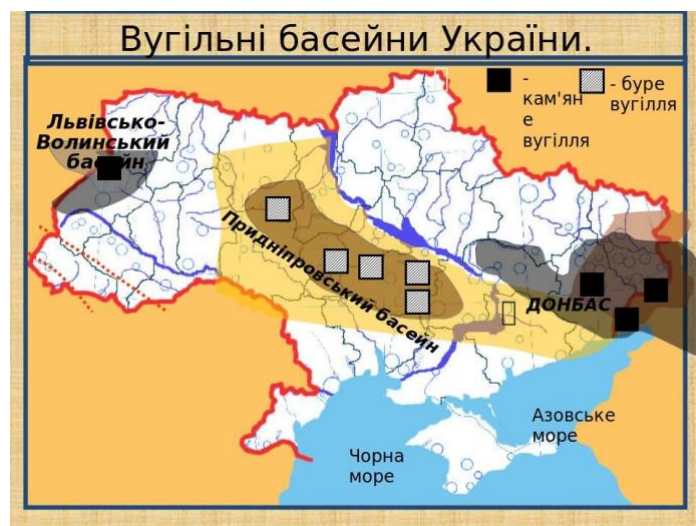 Вугільні басейни України.
-
кам'ян
е
вугілля
- буре
вугілля
Львівсько-
Волинський
басейн
Придніпровський басейн
ДОНБАС
Азовське
море
Чорна
море